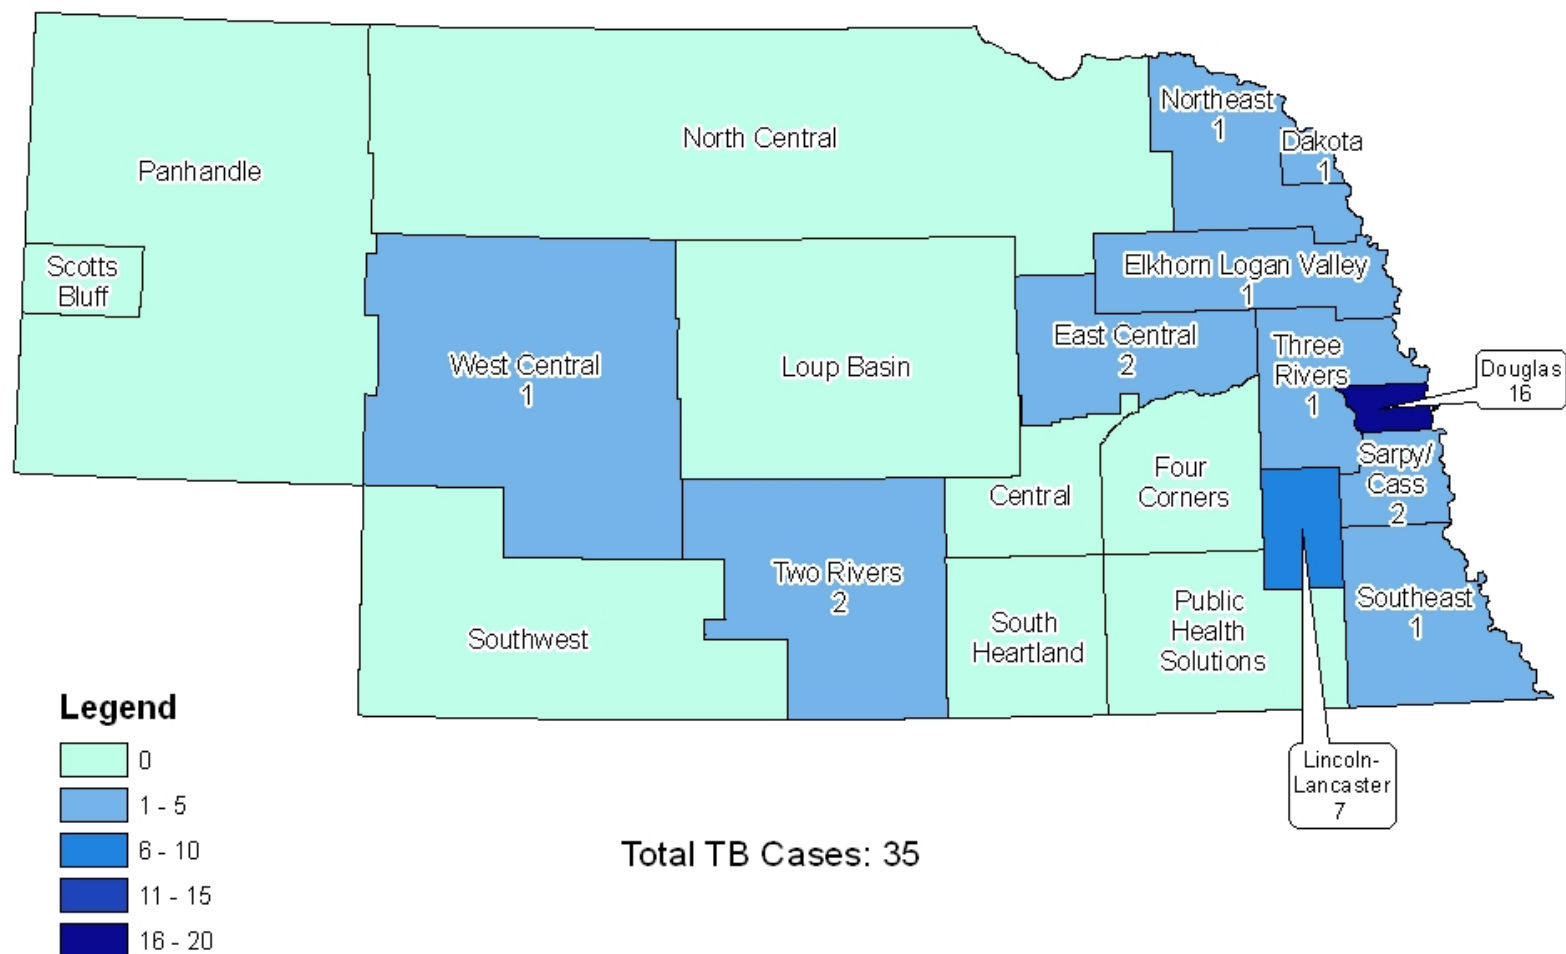 Northeast
1
Dakota
1
North Central
Panhandle
Scotts
Bluff
Elkhorn Logan Valley
1
East Central
2
Three
Rivers
1
West Central
1
Loup Basin
Douglas
16
Sarpy/
Cass
2
Four
Corners
Central
Two Rivers
2
Southeast
1
Public
Health
Solutions
South
Heartland
Southwest
Lincoln-
Lancaster
7
Legend
0
1 - 5
6 - 10
11 - 15
16 - 20
Total TB Cases: 35